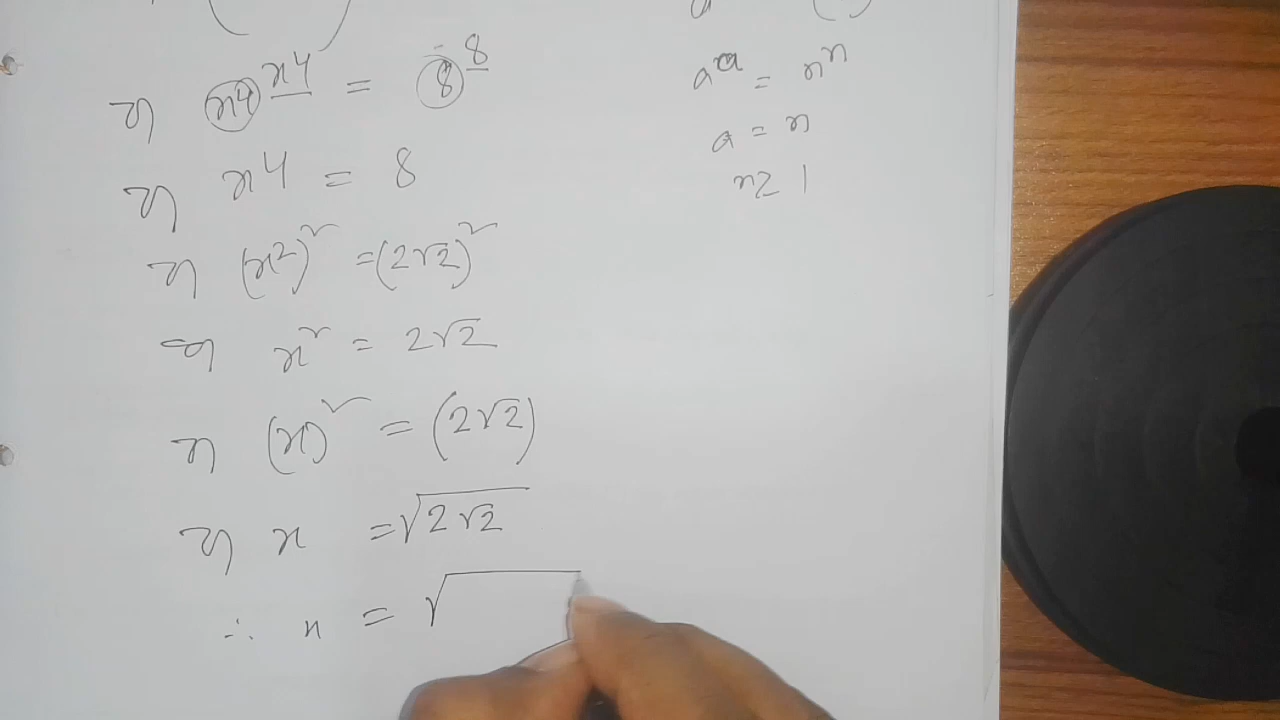 ⇒ x4^x4 = 8^8
⇒ x4 = 8
⇒ (x2)^2 = (2√2)^2
⇒ x^2 = 2√2
⇒ (x)^2 = (2√2)
⇒ x = √(2√2)
∴ x = √
a^a = n^n
a = n
n≥ 1